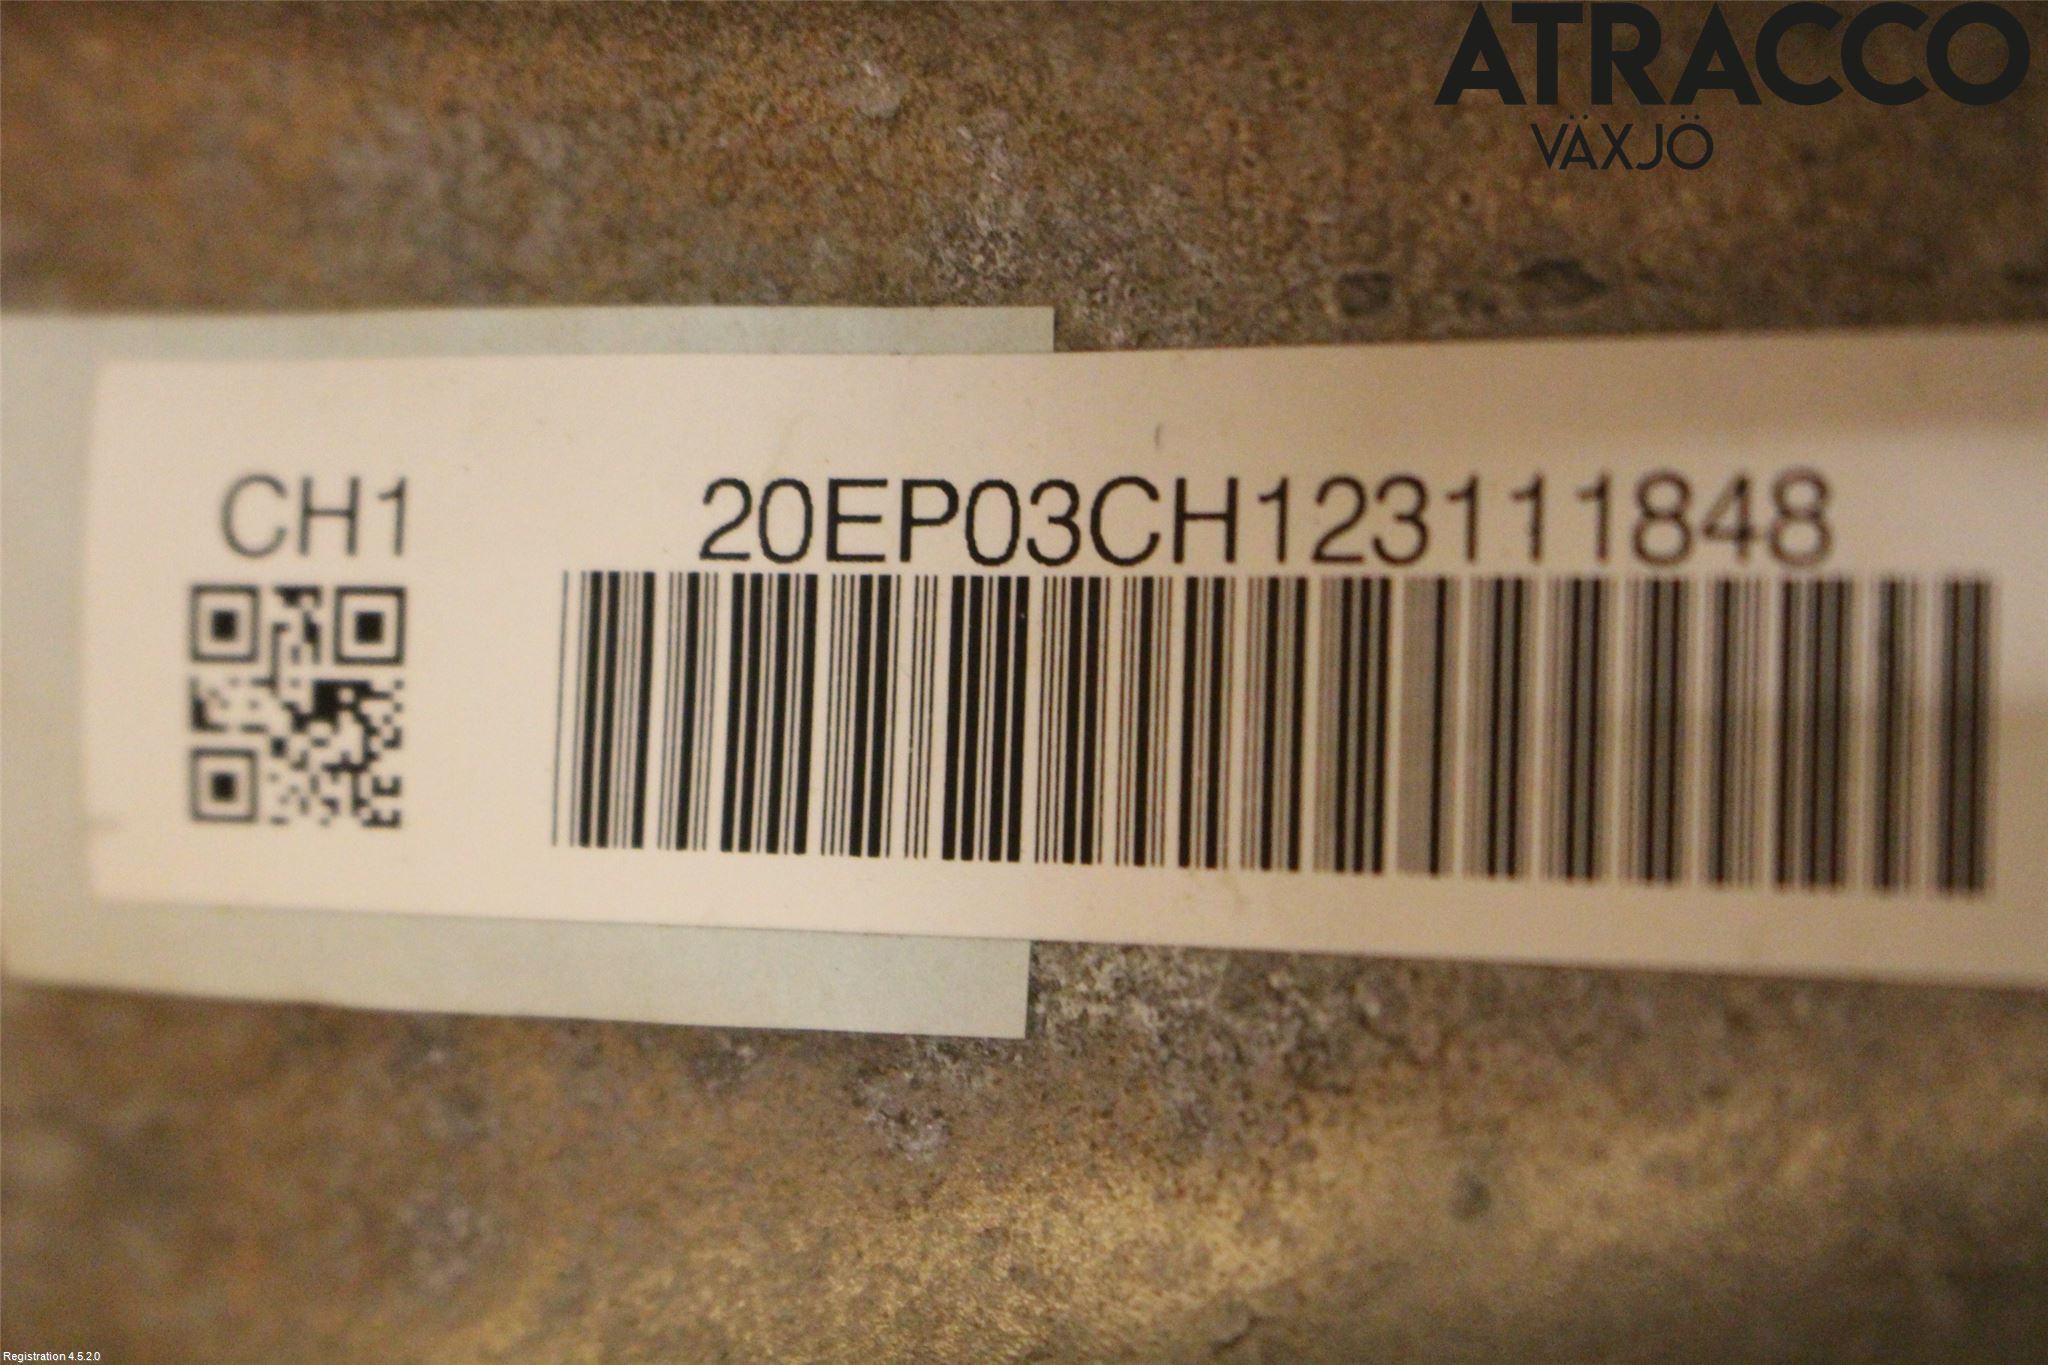 ATRACCO
VÄXJÖ
CH1
20EP03CH123111848
Registration 4.5.2.0